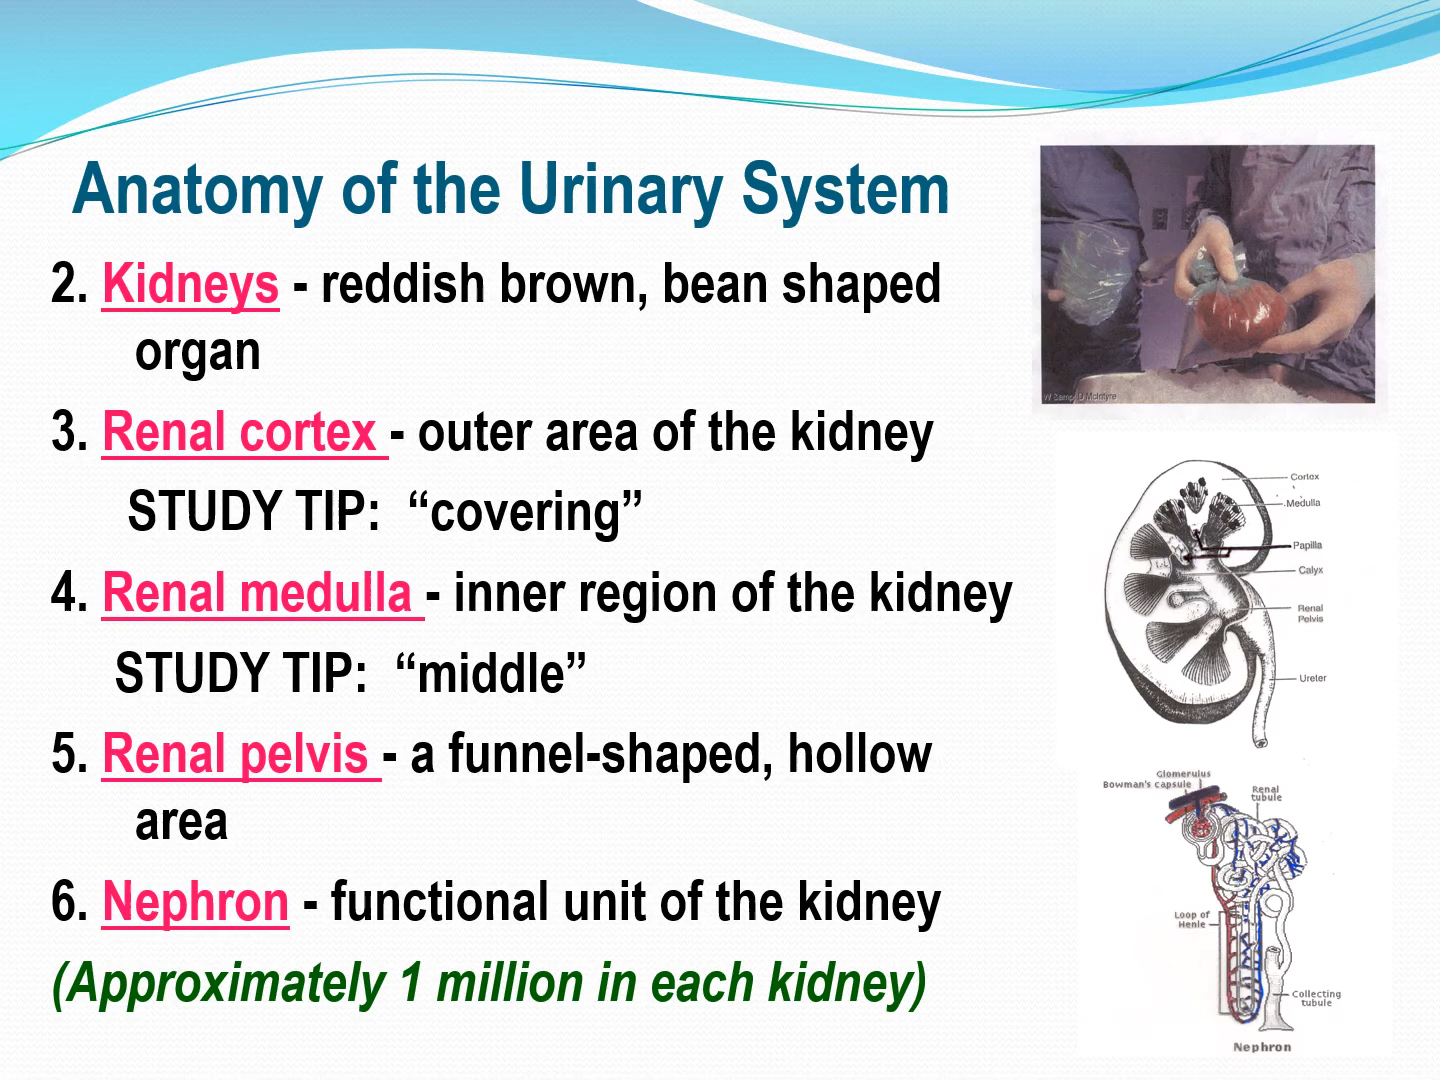 Anatomy of the Urinary System
2. Kidneys - reddish brown, bean shaped
organ
3. Renal cortex - outer area of the kidney
STUDY TIP: “covering”
4. Renal medulla - inner region of the kidney
STUDY TIP: “middle”
5. Renal pelvis - a funnel-shaped, hollow
area
6. Nephron - functional unit of the kidney
(Approximately 1 million in each kidney)
W Samp/ D McIntyre
Cortex
Medulla
Papilla
Calyx
Renal
Pelvis
Ureter
Glomerulus
Bowman's capsule
Renal
tubule
Loop of
Henle
Collecting
tubule
Nephron